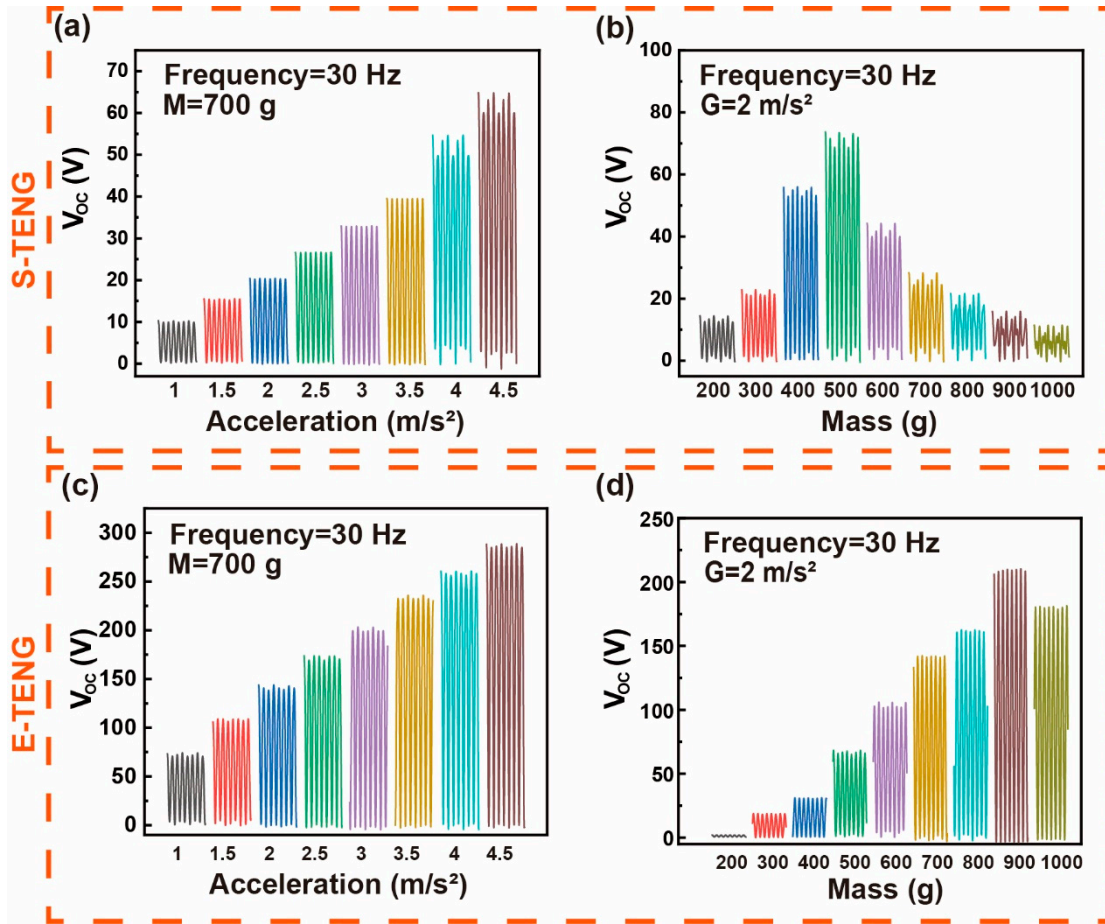 S-TENG
(a)
Frequency=30 Hz
M=700 g
V_OC (V)
70
60
50
40
30
20
10
0
1 1.5 2 2.5 3 3.5 4 4.5
Acceleration (m/s²)
(b)
Frequency=30 Hz
G=2 m/s²
V_OC (V)
100
80
60
40
20
0
200 300 400 500 600 700 800 900 1000
Mass (g)
E-TENG
(c)
Frequency=30 Hz
M=700 g
V_OC (V)
300
250
200
150
100
50
0
1 1.5 2 2.5 3 3.5 4 4.5
Acceleration (m/s²)
(d)
Frequency=30 Hz
G=2 m/s²
V_OC (V)
250
200
150
100
50
0
200 300 400 500 600 700 800 900 1000
Mass (g)